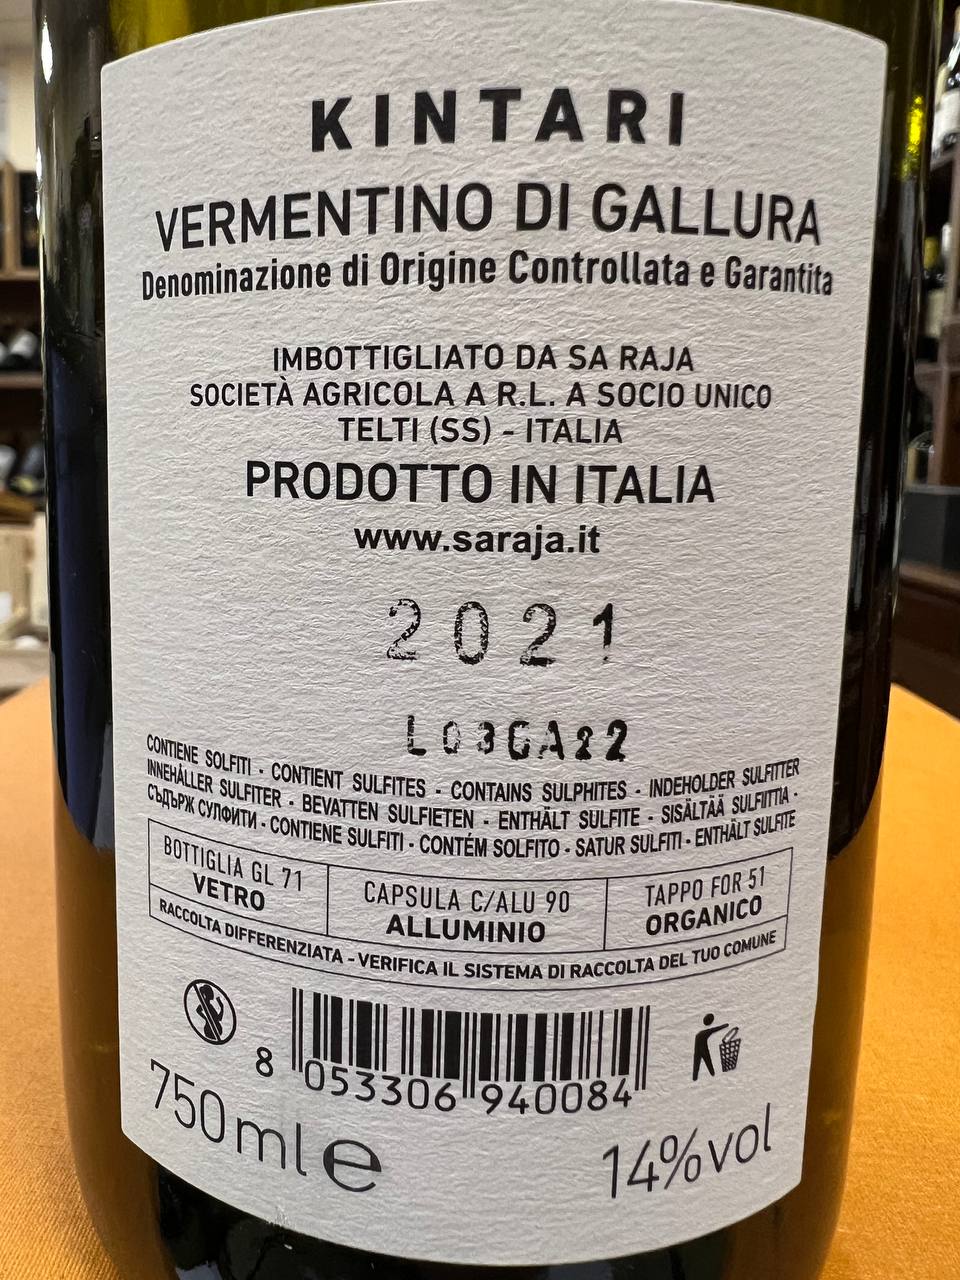 KINTARI
VERMENTINO DI GALLURA
Denominazione di Origine Controllata e Garantita
IMBOTTIGLIATO DA SA RAJA
SOCIETÀ AGRICOLA A R.L. A SOCIO UNICO
TELTI (SS) - ITALIA
PRODOTTO IN ITALIA
www.saraja.it
2021
L03GA22
CONTIENE SOLFITI - CONTIENT SULFITES - CONTAINS SULPHITES - INDEHOLDER SULFITTER
INNEHÅLLER SULFITER - BEVATTEN SULFIETEN - ENTHÄLT SULFITE - SISÄLTÄÄ SULFIITTIA -
СЪДЪРЖ СУЛФИТИ - CONTIENE SULFITI - CONTÉM SOLFITO - SATUR SULFITI - ENTHÄLT SULFITE
BOTTIGLIA GL 71
VETRO
CAPSULA C/ALU 90
ALLUMINIO
TAPPO FOR 51
ORGANICO
RACCOLTA DIFFERENZIATA - VERIFICA IL SISTEMA DI RACCOLTA DEL TUO COMUNE
8 053306 940084
750 ml e
14% vol